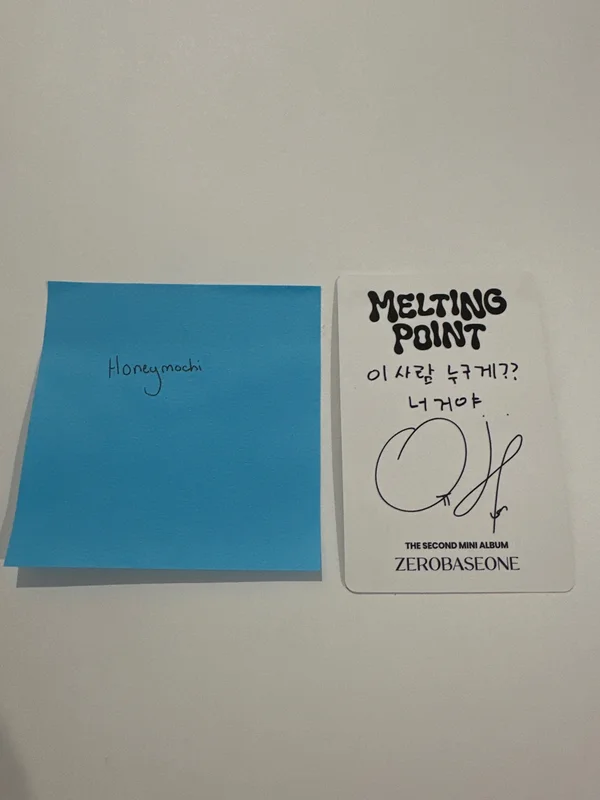 Honeymochi
MELTING
POINT
이 사람 누구게??
너 거야..
THE SECOND MINI ALBUM
ZEROBASEONE